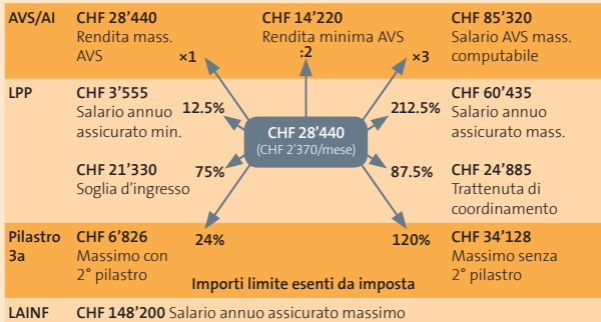 AVS/AI
CHF 28’440
Rendita mass.
AVS
×1
CHF 14’220
Rendita minima AVS
:2
CHF 85’320
Salario AVS mass.
computabile
×3
LPP
CHF 3’555
Salario annuo
assicurato min.
12.5%
CHF 28’440
(CHF 2’370/mese)
212.5%
CHF 60’435
Salario annuo
assicurato mass.
CHF 21’330
Soglia d’ingresso
75%
87.5%
CHF 24’885
Trattenuta di
coordinamento
Pilastro
3a
CHF 6’826
Massimo con
2° pilastro
24%
120%
CHF 34’128
Massimo senza
2° pilastro
Importi limite esenti da imposta
LAINF
CHF 148’200 Salario annuo assicurato massimo